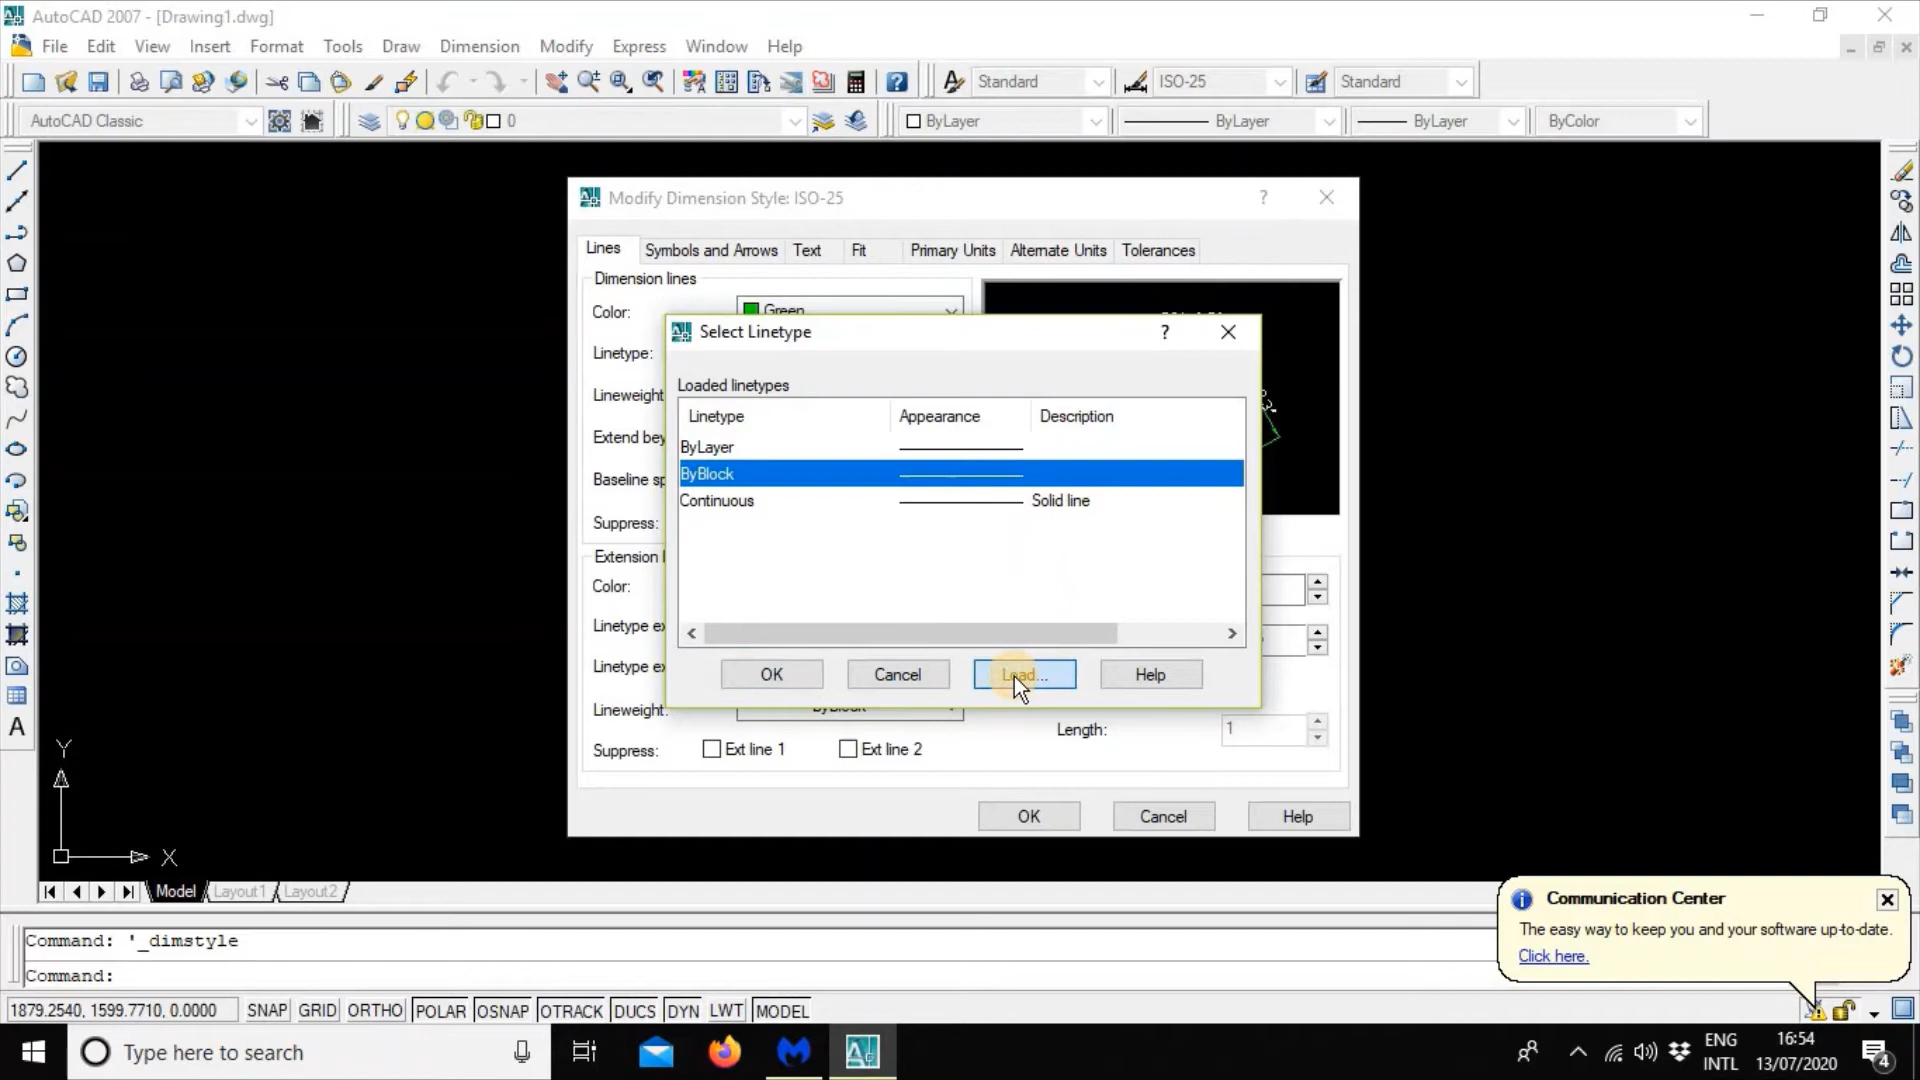 AutoCAD 2007 - [Drawing1.dwg]
File Edit View Insert Format Tools Draw Dimension Modify Express Window Help
Standard ISO-25 Standard
AutoCAD Classic 0 ByLayer ByLayer ByLayer ByColor
Modify Dimension Style: ISO-25 ?
Lines Symbols and Arrows Text Fit Primary Units Alternate Units Tolerances
Dimension lines
Color: Green
Select Linetype ?
Linetype:
Loaded linetypes
Lineweight
Linetype Appearance Description
Extend bey
ByLayer
ByBlock
Baseline sp
Continuous Solid line
Suppress:
Extension l
Color:
Linetype ex
Linetype ex
OK Cancel Load... Help
Lineweight: ByBlock
Length: 1
Suppress: Ext line 1 Ext line 2
OK Cancel Help
Y
X
Model Layout1 Layout2
Communication Center
The easy way to keep you and your software up-to-date.
Click here.
Command: '_dimstyle
Command:
1879.2540, 1599.7710, 0.0000 SNAP GRID ORTHO POLAR OSNAP OTRACK DUCS DYN LWT MODEL
Type here to search
ENG
INTL
16:54
13/07/2020
4
A